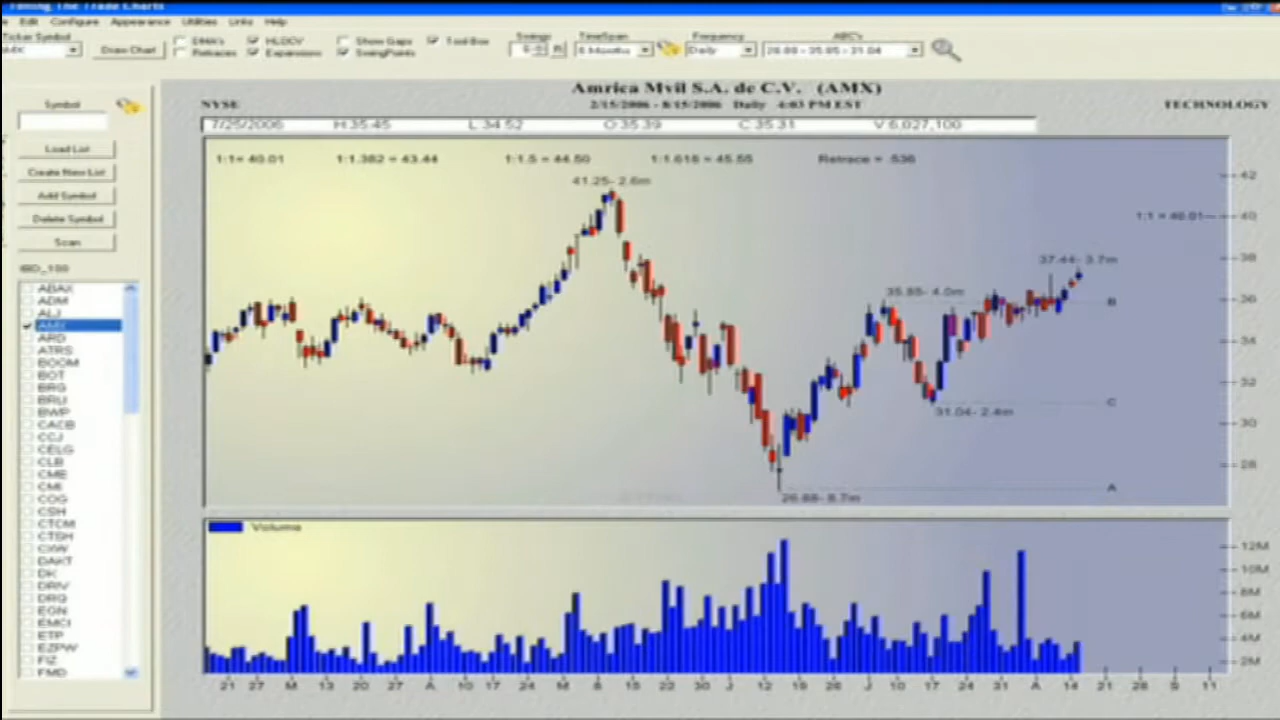 Timing The Trade Charts
Edit Configure Appearance Utilities Links Help
Ticker Symbol
AMX
Draw Chart
DMA's
Retraces
HLOCV
Expansions
Show Gaps
SwingPoints
Tool Box
Swings
TimeSpan
6 Months
Frequency
Daily
ABC's
26.88 - 35.85 - 31.04
Amrica Mvil S.A. de C.V. (AMX)
NYSE
2/15/2006 - 8/15/2006 Daily 4:03 PM EST
TECHNOLOGY
7/25/2006 H:35.45 L:34.52 O:35.39 C:35.31 V:6,027,100
Symbol
Load List
Create New List
Add Symbol
Delete Symbol
Scan
IBD_100
ABAX
ADM
ALJ
AMX
ARD
ATRS
BOOM
BOT
BRG
BRLI
BWP
CACB
CCJ
CELG
CLB
CME
CMI
COG
CSH
CTCM
CTSH
CXW
DAKT
DK
DRIV
DRQ
EGN
EMCI
ETP
EZPW
FIZ
FMD
1:1= 40.01 1:1.382 = 43.44 1:1.5 = 44.50 1:1.618 = 45.55 Retrace = .536
41.25- 2.6m
42
1:1 = 40.01
40
37.44- 3.7m
38
35.85- 4.0m
B
36
34
32
C
31.04- 2.4m
30
28
A
26.88- 8.7m
Volume
12M
10M
8M
6M
4M
2M
21 27 M 13 20 27 A 10 17 24 M 8 15 22 30 J 12 19 26 J 10 17 24 31 A 14 21 28 S 11